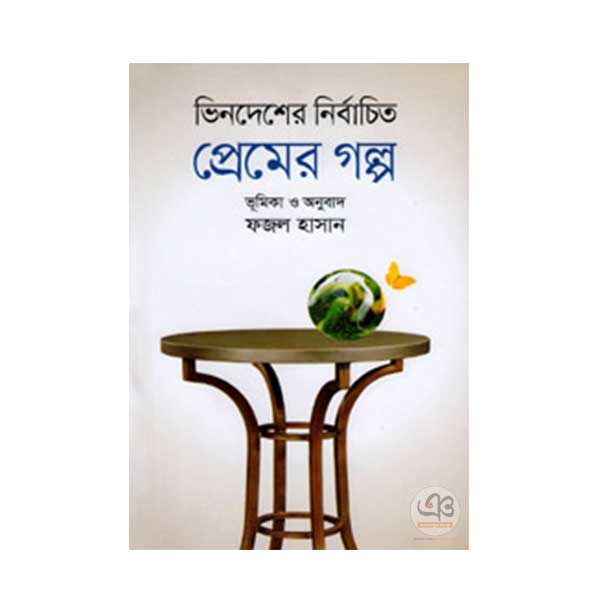 ভিনদেশের নির্বাচিত
প্রেমের গল্প
ভূমিকা ও অনুবাদ
ফজল হাসান